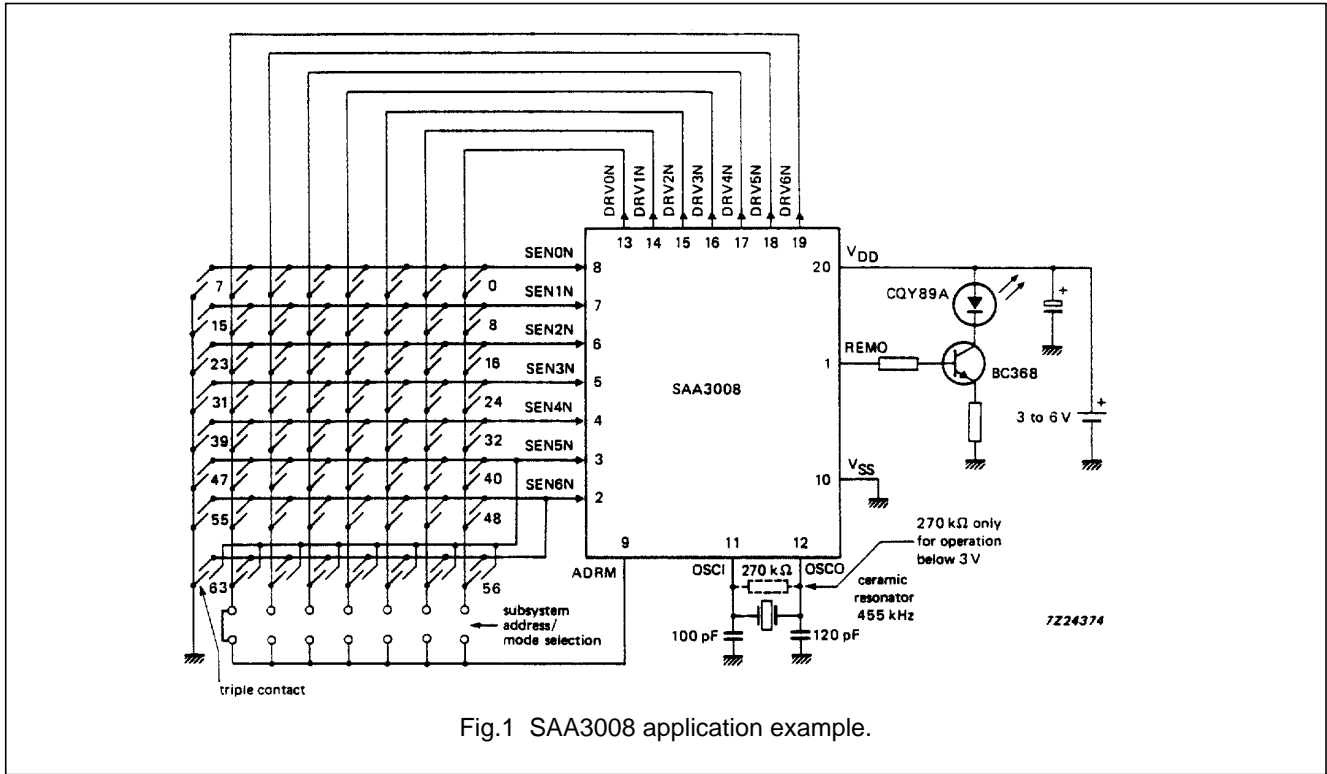 DRV0N
DRV1N
DRV2N
DRV3N
DRV4N
DRV5N
DRV6N
13 14 15 16 17 18 19
SEN0N
8
7 0
SEN1N
7
15 8
SEN2N
6
23 16
SEN3N
5
31 24
SEN4N
4
39 32
SEN5N
3
47 40
SEN6N
2
55 48
63 56
SAA3008
20
VDD
CQY89A
+
REMO
1
BC368
+
3 to 6 V
10
VSS
9
ADRM
11 12
OSCI 270 kΩ OSCO
270 kΩ only
for operation
below 3 V
ceramic
resonator
455 kHz
100 pF
120 pF
subsystem
address/
mode selection
triple contact
7Z24374
Fig.1 SAA3008 application example.